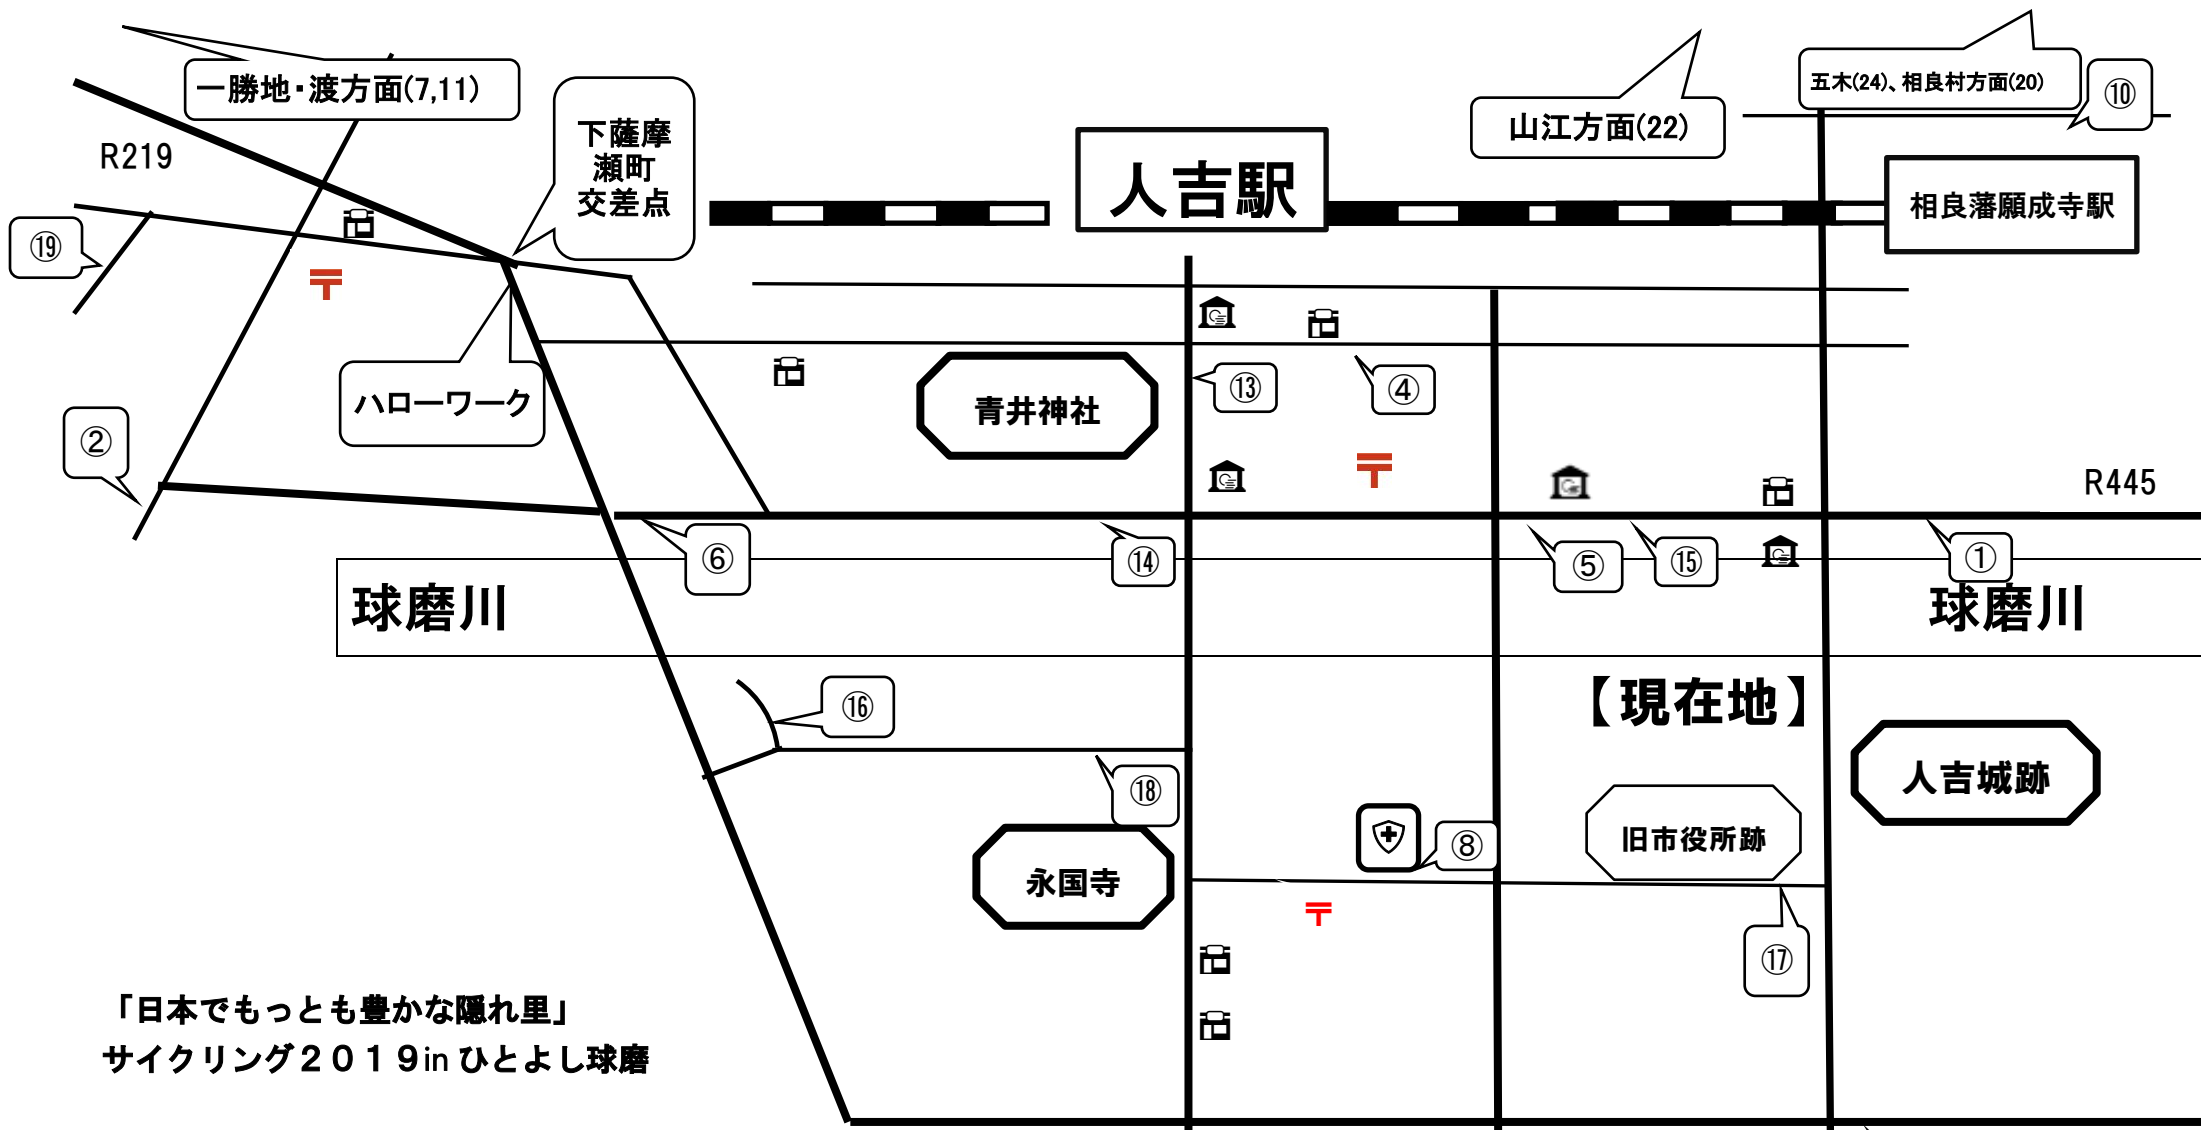 一勝地・渡方面(7,11)
五木(24)、相良村方面(20)
⑩
下薩摩
瀬町
交差点
山江方面(22)
R219
人吉駅
相良藩願成寺駅
⑲
〒
ハローワーク
青井神社
⑬
④
②
〒
R445
⑥
⑭
⑤
⑮
①
球磨川
球磨川
⑯
【現在地】
⑱
人吉城跡
⑧
旧市役所跡
永国寺
〒
⑰
「日本でもっとも豊かな隠れ里」
サイクリング2019in ひとよし球磨